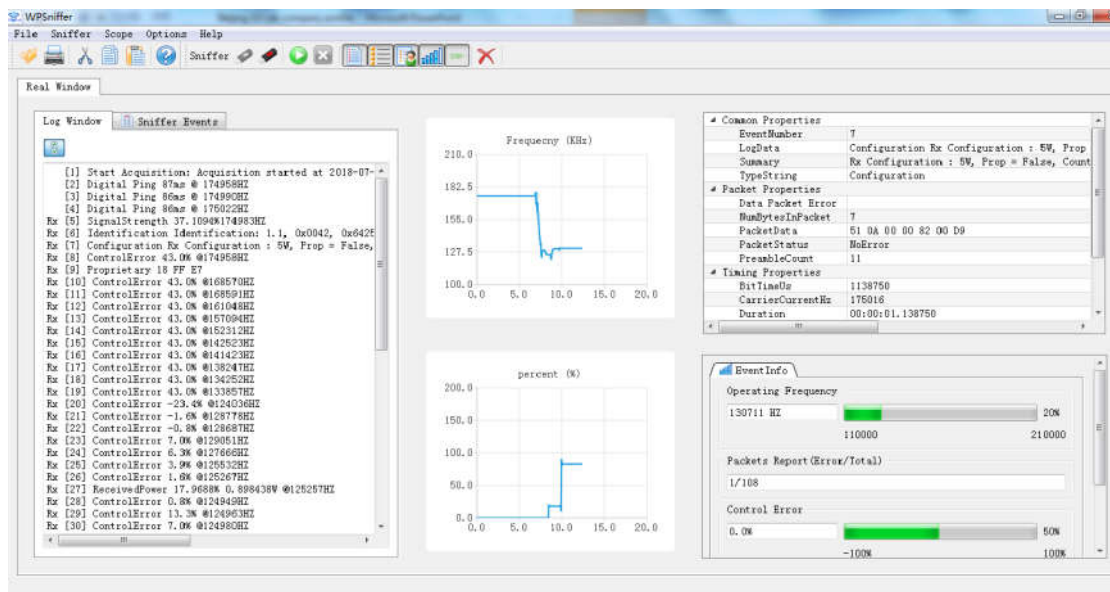 WPSniffer
File Sniffer Scope Options Help
Sniffer
Real Window
Log Window Sniffer Events
[1] Start Acquisition: Acquisition started at 2018-07-
[2] Digital Ping 87ms @ 174958HZ
[3] Digital Ping 86ms @ 174990HZ
[4] Digital Ping 86ms @ 175022HZ
Rx [5] SignalStrength 37.1094%174983HZ
Rx [6] Identification Identification: 1.1, 0x0042, 0x642E
Rx [7] Configuration Rx Configuration : 5W, Prop = False,
Rx [8] ControlError 43.0% @174958HZ
Rx [9] Proprietary 18 FF E7
Rx [10] ControlError 43.0% @168570HZ
Rx [11] ControlError 43.0% @168591HZ
Rx [12] ControlError 43.0% @161048HZ
Rx [13] ControlError 43.0% @157094HZ
Rx [14] ControlError 43.0% @152312HZ
Rx [15] ControlError 43.0% @142523HZ
Rx [16] ControlError 43.0% @141423HZ
Rx [17] ControlError 43.0% @138247HZ
Rx [18] ControlError 43.0% @134252HZ
Rx [19] ControlError 43.0% @133857HZ
Rx [20] ControlError -23.4% @124036HZ
Rx [21] ControlError -1.6% @128778HZ
Rx [22] ControlError -0.8% @128687HZ
Rx [23] ControlError 7.0% @129051HZ
Rx [24] ControlError 6.3% @127666HZ
Rx [25] ControlError 3.9% @125532HZ
Rx [26] ControlError 1.6% @125267HZ
Rx [27] ReceivedPower 17.9688% 0.898438W @125257HZ
Rx [28] ControlError 0.8% @124949HZ
Rx [29] ControlError 13.3% @124963HZ
Rx [30] ControlError 7.0% @124980HZ
Frequecny (KHz)
210.0
182.5
155.0
127.5
100.0
0.0 5.0 10.0 15.0 20.0
percent (%)
200.0
150.0
100.0
50.0
0.0
0.0 5.0 10.0 15.0 20.0
Common Properties
EventNumber 7
LogData Configuration Rx Configuration : 5W, Prop
Summary Rx Configuration : 5W, Prop = False, Count
TypeString Configuration
Packet Properties
Data Packet Error
NumBytesInPacket 7
PacketData 51 0A 00 00 82 00 D9
PacketStatus NoError
PreambleCount 11
Timing Properties
BitTimeUs 1138750
CarrierCurrentHz 175016
Duration 00:00:01.138750
EventInfo
Operating Frequency
130711 HZ 20%
110000 210000
Packets Report(Error/Total)
1/108
Control Error
0.0% 50%
-100% 100%